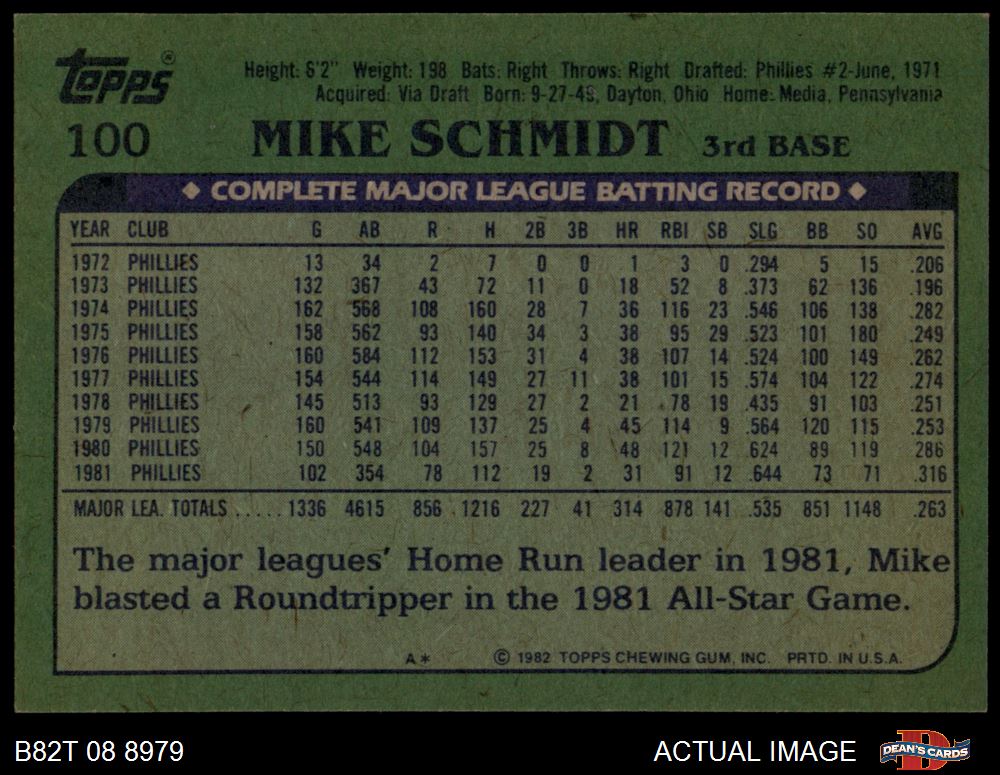 Topps®
Height: 6'2" Weight: 198 Bats: Right Throws: Right Drafted: Phillies #2-June, 1971
Acquired: Via Draft Born: 9-27-49, Dayton, Ohio Home: Media, Pennsylvania
100 MIKE SCHMIDT 3rd BASE
◆ COMPLETE MAJOR LEAGUE BATTING RECORD ◆
YEAR CLUB G AB R H 2B 3B HR RBI SB SLG BB SO AVG
1972 PHILLIES 13 34 2 7 0 0 1 3 0 .294 5 15 .206
1973 PHILLIES 132 367 43 72 11 0 18 52 8 .373 62 136 .196
1974 PHILLIES 162 568 108 160 28 7 36 116 23 .546 106 138 .282
1975 PHILLIES 158 562 93 140 34 3 38 95 29 .523 101 180 .249
1976 PHILLIES 160 584 112 153 31 4 38 107 14 .524 100 149 .262
1977 PHILLIES 154 544 114 149 27 11 38 101 15 .574 104 122 .274
1978 PHILLIES 145 513 93 129 27 2 21 78 19 .435 91 103 .251
1979 PHILLIES 160 541 109 137 25 4 45 114 9 .564 120 115 .253
1980 PHILLIES 150 548 104 157 25 8 48 121 12 .624 89 119 .286
1981 PHILLIES 102 354 78 112 19 2 31 91 12 .644 73 71 .316
MAJOR LEA. TOTALS ..... 1336 4615 856 1216 227 41 314 878 141 .535 851 1148 .263
The major leagues' Home Run leader in 1981, Mike
blasted a Roundtripper in the 1981 All-Star Game.
A* © 1982 TOPPS CHEWING GUM, INC. PRTD. IN U.S.A.
B82T 08 8979 ACTUAL IMAGE D DEAN'S CARDS